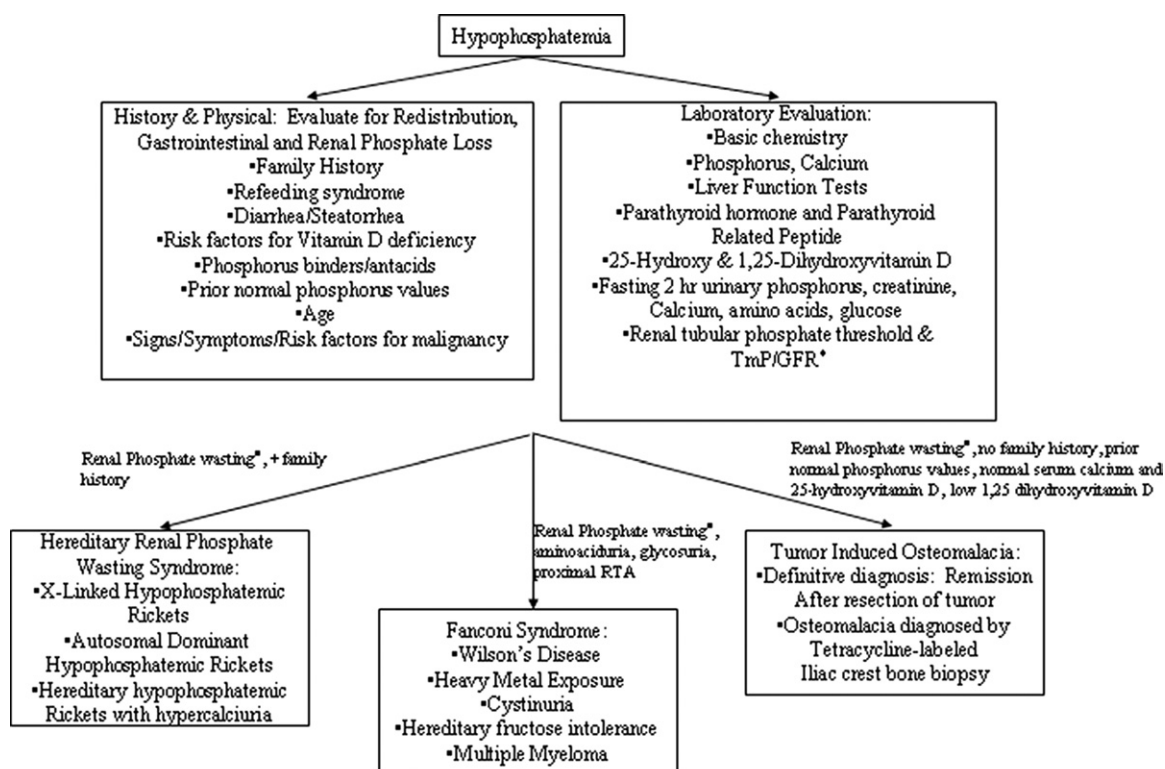 Hypophosphatemia
History & Physical: Evaluate for Redistribution,
Gastrointestinal and Renal Phosphate Loss
▪Family History
▪Refeeding syndrome
▪Diarrhea/Steatorrhea
▪Risk factors for Vitamin D deficiency
▪Phosphorus binders/antacids
▪Prior normal phosphorus values
▪Age
▪Signs/Symptoms/Risk factors for malignancy
Laboratory Evaluation:
▪Basic chemistry
▪Phosphorus, Calcium
▪Liver Function Tests
▪Parathyroid hormone and Parathyroid
Related Peptide
▪25-Hydroxy & 1,25-Dihydroxyvitamin D
▪Fasting 2 hr urinary phosphorus, creatinine,
Calcium, amino acids, glucose
▪Renal tubular phosphate threshold &
TmP/GFR♦
Renal Phosphate wasting▪, + family
history
Hereditary Renal Phosphate
Wasting Syndrome:
▪X-Linked Hypophosphatemic
Rickets
▪Autosomal Dominant
Hypophosphatemic Rickets
▪Hereditary hypophosphatemic
Rickets with hypercalciuria
Renal Phosphate wasting▪,
aminoaciduria, glycosuria,
proximal RTA
Fanconi Syndrome:
▪Wilson's Disease
▪Heavy Metal Exposure
▪Cystinuria
▪Hereditary fructose intolerance
▪Multiple Myeloma
Renal Phosphate wasting▪, no family history, prior
normal phosphorus values, normal serum calcium and
25-hydroxyvitamin D, low 1,25 dihydroxyvitamin D
Tumor Induced Osteomalacia:
▪Definitive diagnosis: Remission
After resection of tumor
▪Osteomalacia diagnosed by
Tetracycline-labeled
Iliac crest bone biopsy